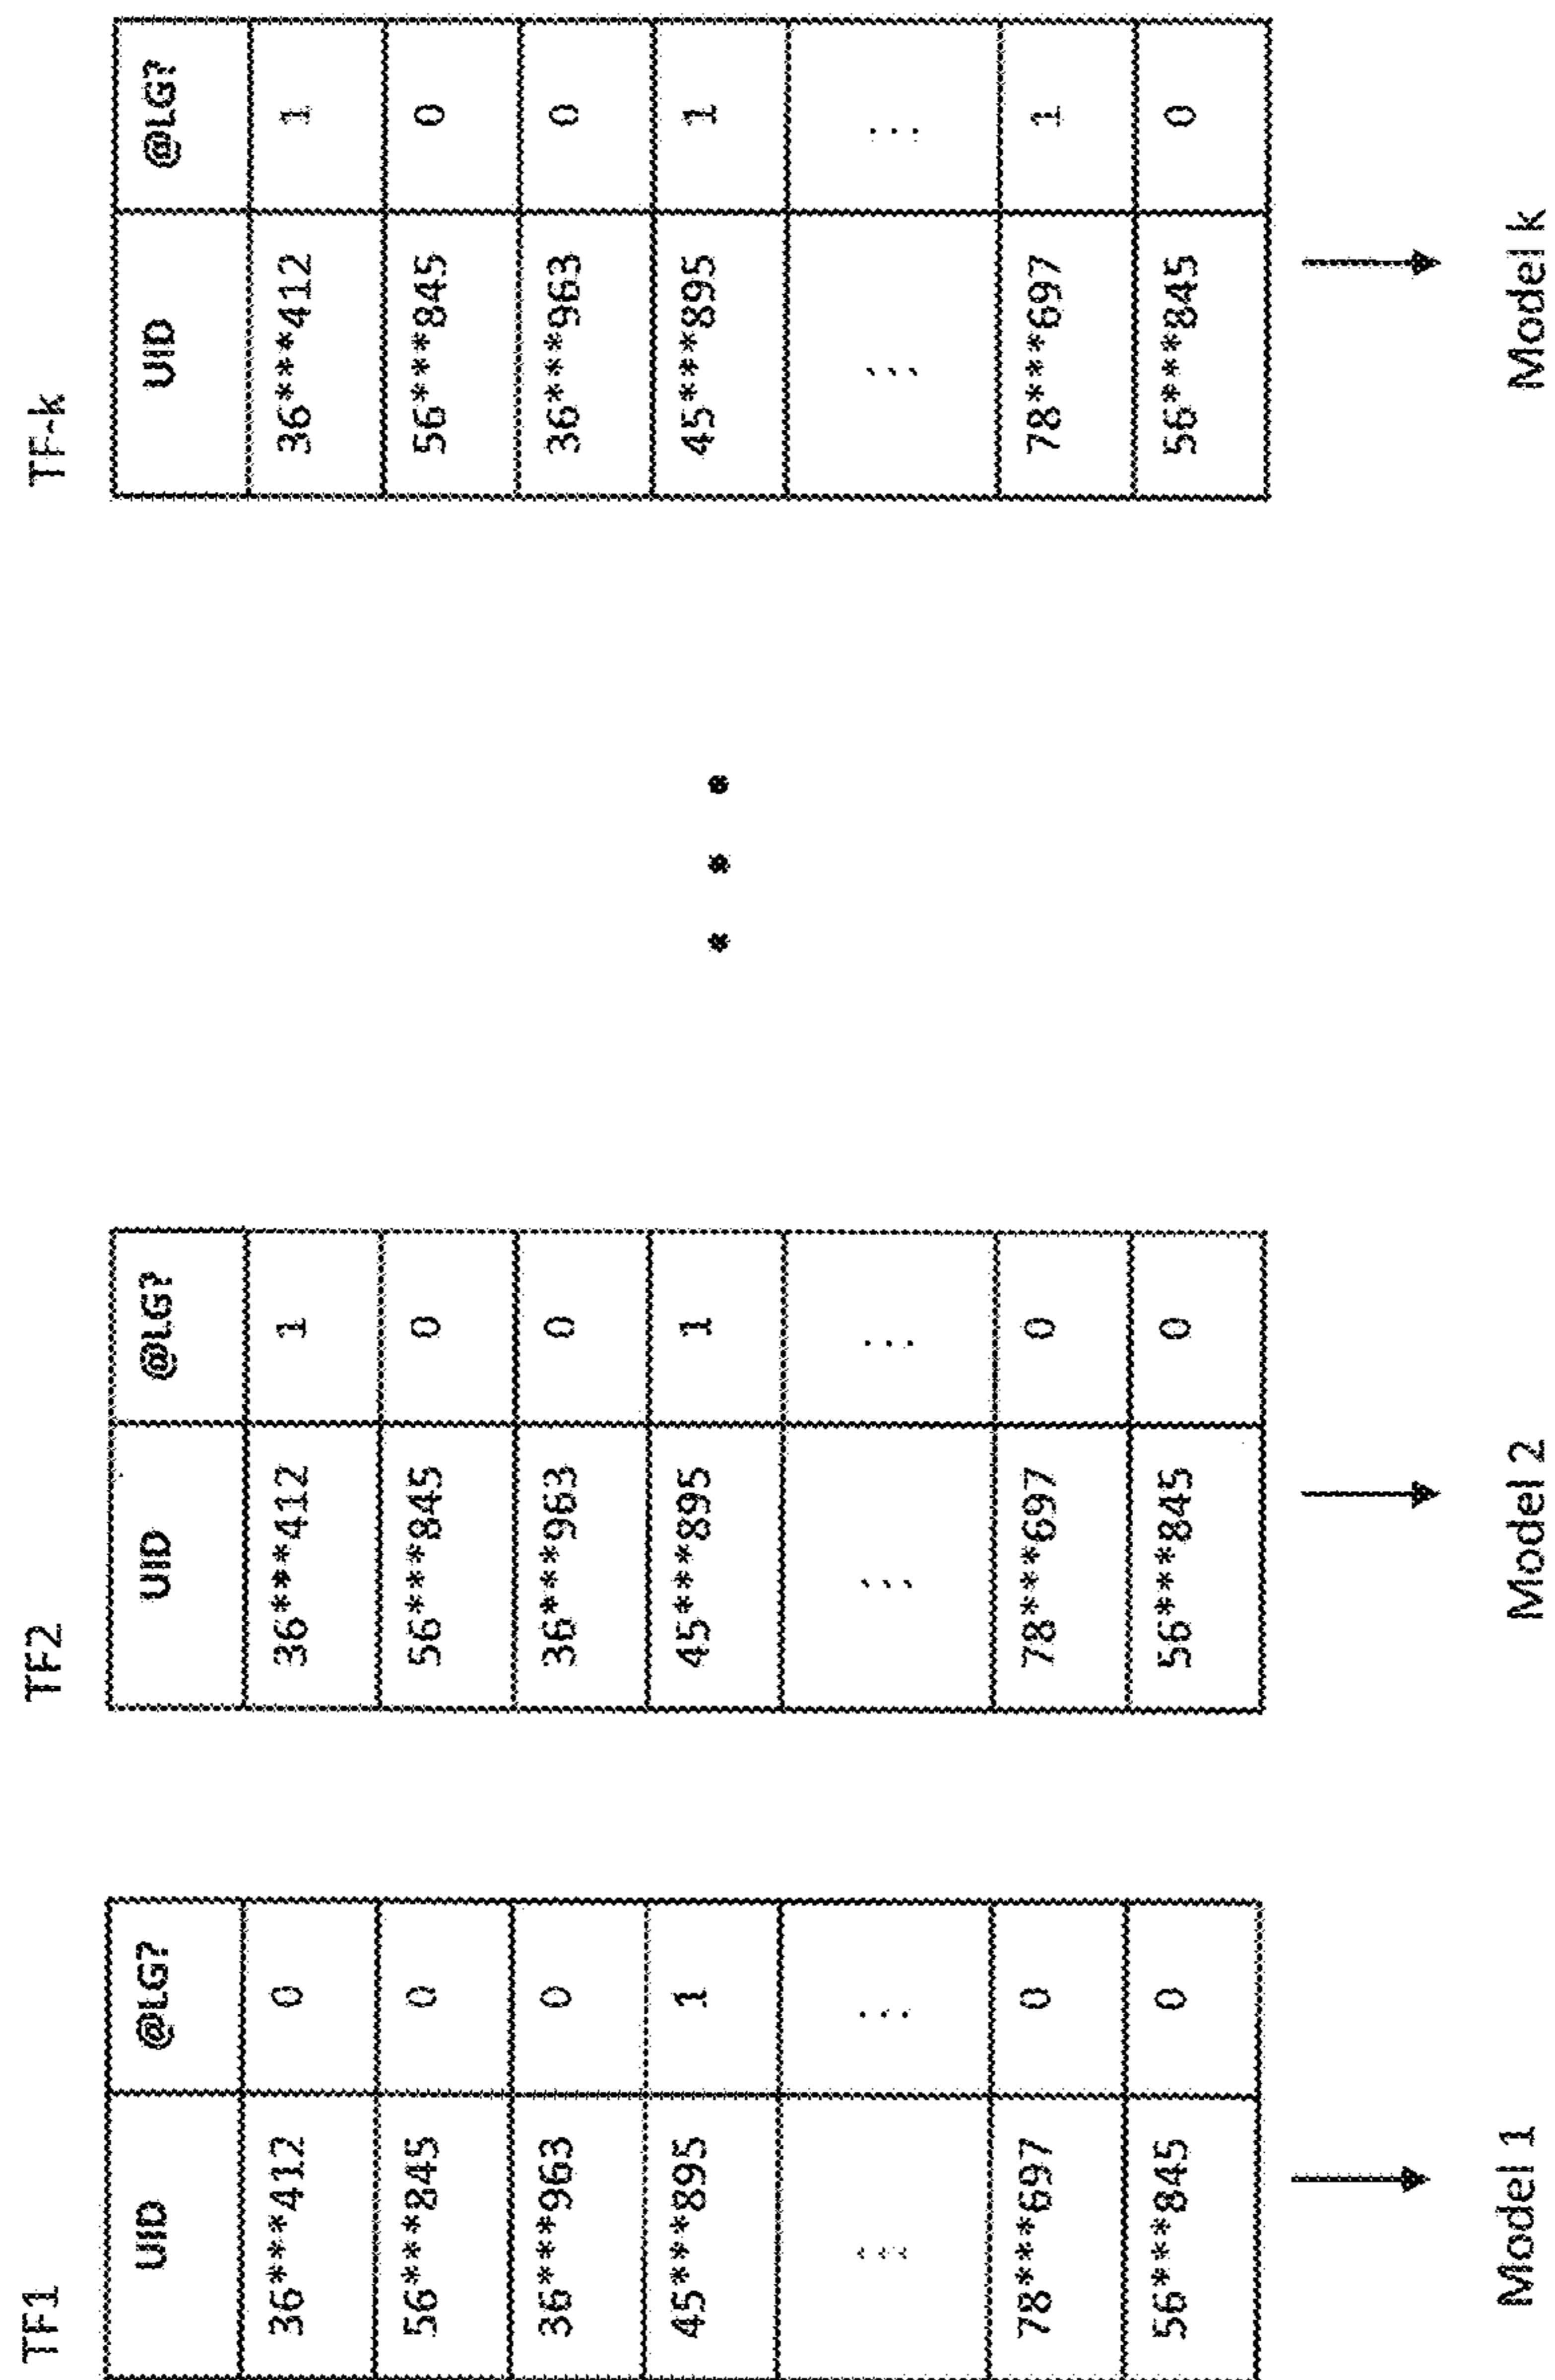 TF1
UID @LG?
36***412 0
56***845 0
36***963 0
45***895 1
... ...
78***697 0
56***845 0
Model 1
TF2
UID @LG?
36***412 1
56***845 0
36***963 0
45***895 1
... ...
78***697 0
56***845 0
Model 2
TF-k
UID @LG?
36***412 1
56***845 0
36***963 0
45***895 1
... ...
78***697 1
56***845 0
Model k